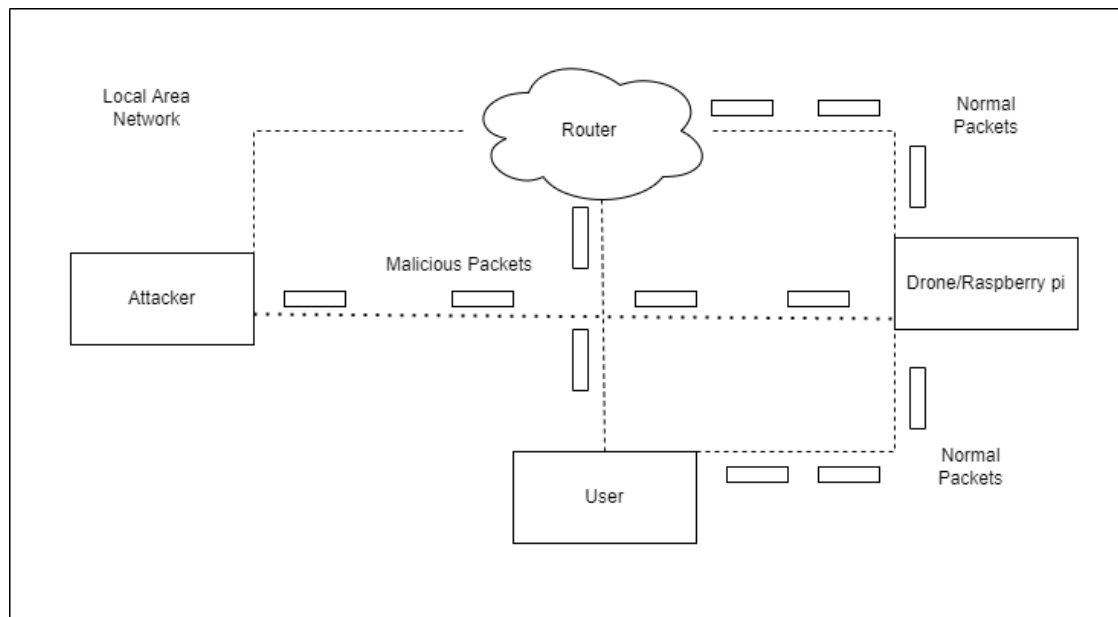 Local Area
Network
Router
Normal
Packets
Malicious Packets
Attacker
Drone/Raspberry pi
User
Normal
Packets